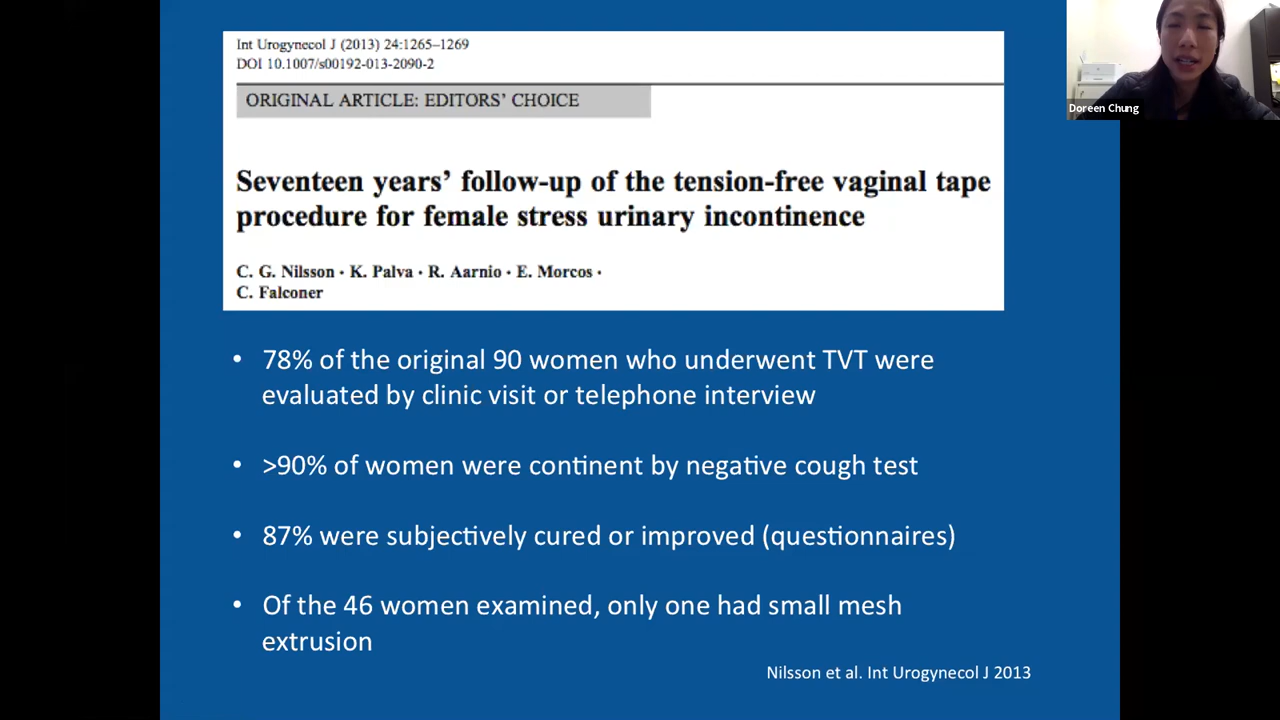 Int Urogynecol J (2013) 24:1265–1269
DOI 10.1007/s00192-013-2090-2
ORIGINAL ARTICLE: EDITORS' CHOICE
Seventeen years' follow-up of the tension-free vaginal tape
procedure for female stress urinary incontinence
C. G. Nilsson · K. Palva · R. Aarnio · E. Morcos ·
C. Falconer
• 78% of the original 90 women who underwent TVT were
evaluated by clinic visit or telephone interview
• >90% of women were continent by negative cough test
• 87% were subjectively cured or improved (questionnaires)
• Of the 46 women examined, only one had small mesh
extrusion
Nilsson et al. Int Urogynecol J 2013
Doreen Chung